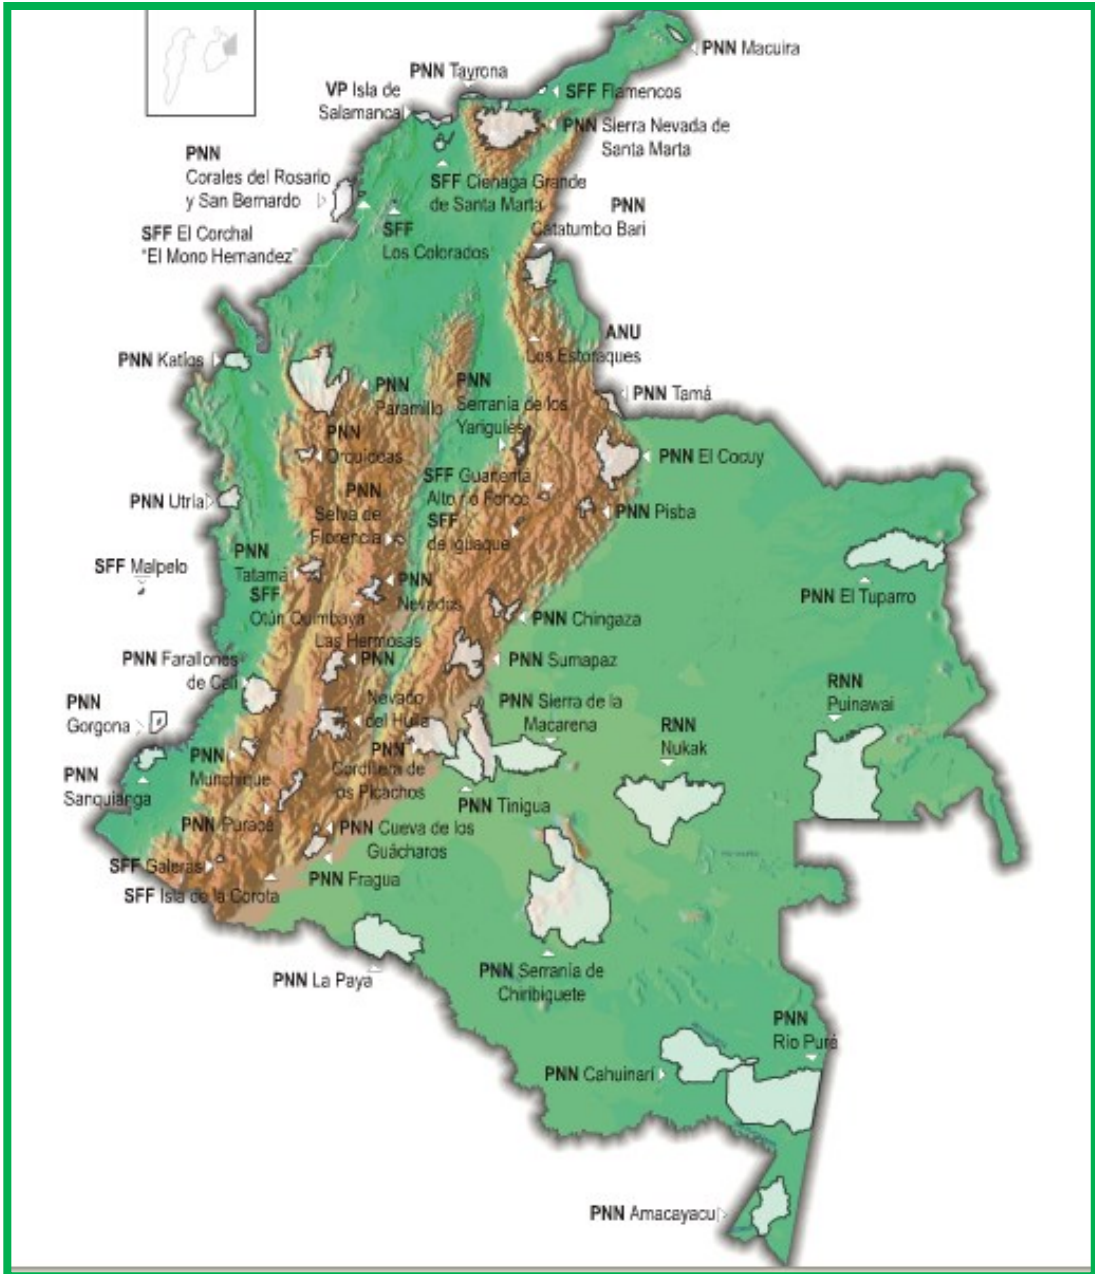 PNN Macuira
PNN Tayrona
VP Isla de
Salamanca
SFF Flamencos
PNN Sierra Nevada de
Santa Marta
PNN
Corales del Rosario
y San Bernardo
SFF Cienaga Grande
de Santa Marta
PNN
Catatumbo Bari
SFF El Corchal
"El Mono Hernandez"
SFF
Los Colorados
ANU
Los Estoraques
PNN Katíos
PNN
Paramillo
PNN
Serranía de los
Yariguíes
PNN Tamá
PNN
Orquídeas
SFF Guanentá
Alto río Fonce
PNN El Cocuy
PNN Utría
PNN
Selva de
Florencia
SFF
de Iguaque
PNN Pisba
SFF Malpelo
PNN
Tatamá
SFF
Otún Quimbaya
PNN
Nevados
PNN El Tuparro
PNN Chingaza
Las Hermosas
PNN
PNN Farallones
de Cali
PNN Sumapaz
PNN
Gorgona
Nevado
del Huila
PNN Sierra de la
Macarena
RNN
Puinawai
RNN
Nukak
PNN
Sanquianga
PNN
Munchique
PNN
Cordillera de
los Picachos
PNN Tinigua
PNN Puracé
PNN Cueva de los
Guácharos
SFF Galeras
PNN Fragua
SFF Isla de la Corota
PNN La Paya
PNN Serranía de
Chiribiquete
PNN
Rio Puré
PNN Cahuinarí
PNN Amacayacu